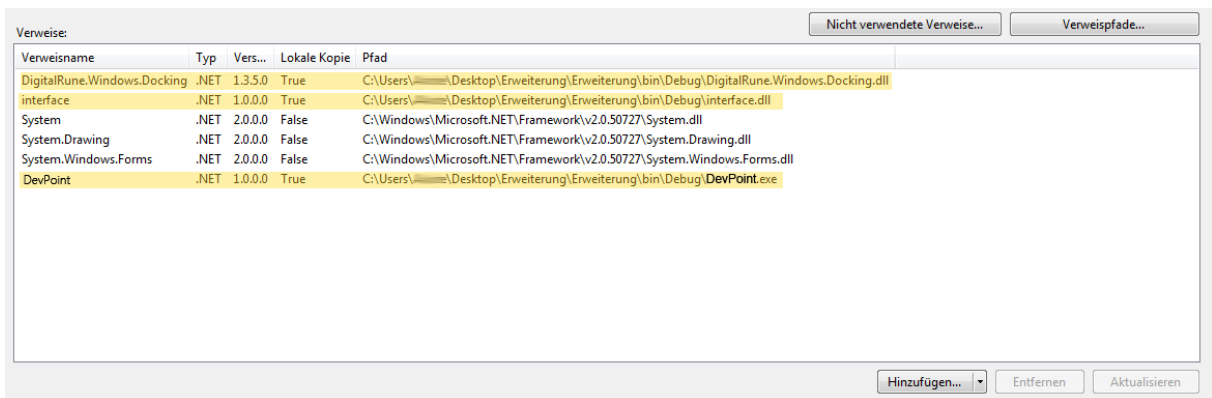 Verweise:
Nicht verwendete Verweise...
Verweispfade...
Verweisname Typ Vers... Lokale Kopie Pfad
DigitalRune.Windows.Docking .NET 1.3.5.0 True C:\Users\ \Desktop\Erweiterung\Erweiterung\bin\Debug\DigitalRune.Windows.Docking.dll
interface .NET 1.0.0.0 True C:\Users\ \Desktop\Erweiterung\Erweiterung\bin\Debug\interface.dll
System .NET 2.0.0.0 False C:\Windows\Microsoft.NET\Framework\v2.0.50727\System.dll
System.Drawing .NET 2.0.0.0 False C:\Windows\Microsoft.NET\Framework\v2.0.50727\System.Drawing.dll
System.Windows.Forms .NET 2.0.0.0 False C:\Windows\Microsoft.NET\Framework\v2.0.50727\System.Windows.Forms.dll
DevPoint .NET 1.0.0.0 True C:\Users\ \Desktop\Erweiterung\Erweiterung\bin\Debug\DevPoint.exe
Hinzufügen...
Entfernen
Aktualisieren